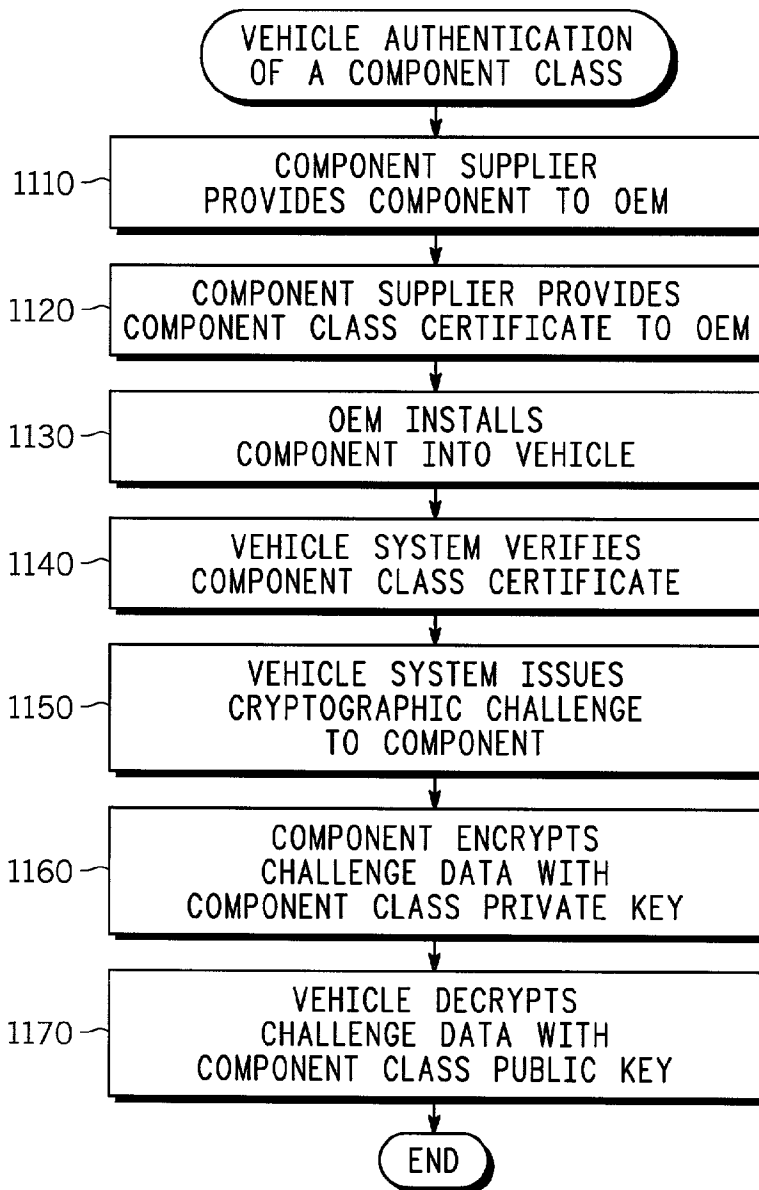 VEHICLE AUTHENTICATION
OF A COMPONENT CLASS
1110
COMPONENT SUPPLIER
PROVIDES COMPONENT TO OEM
1120
COMPONENT SUPPLIER PROVIDES
COMPONENT CLASS CERTIFICATE TO OEM
1130
OEM INSTALLS
COMPONENT INTO VEHICLE
1140
VEHICLE SYSTEM VERIFIES
COMPONENT CLASS CERTIFICATE
1150
VEHICLE SYSTEM ISSUES
CRYPTOGRAPHIC CHALLENGE
TO COMPONENT
1160
COMPONENT ENCRYPTS
CHALLENGE DATA WITH
COMPONENT CLASS PRIVATE KEY
1170
VEHICLE DECRYPTS
CHALLENGE DATA WITH
COMPONENT CLASS PUBLIC KEY
END